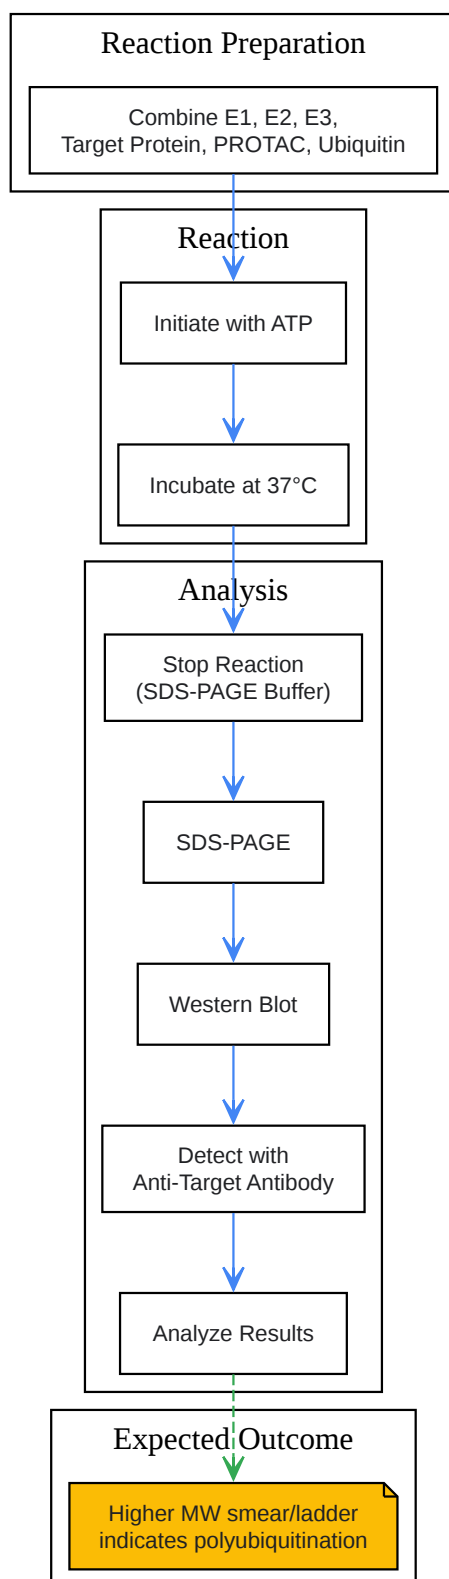 Reaction Preparation
Combine E1, E2, E3,
Target Protein, PROTAC, Ubiquitin
Reaction
Initiate with ATP
Incubate at 37°C
Analysis
Stop Reaction
(SDS-PAGE Buffer)
SDS-PAGE
Western Blot
Detect with
Anti-Target Antibody
Analyze Results
Expected Outcome
Higher MW smear/ladder
indicates polyubiquitination